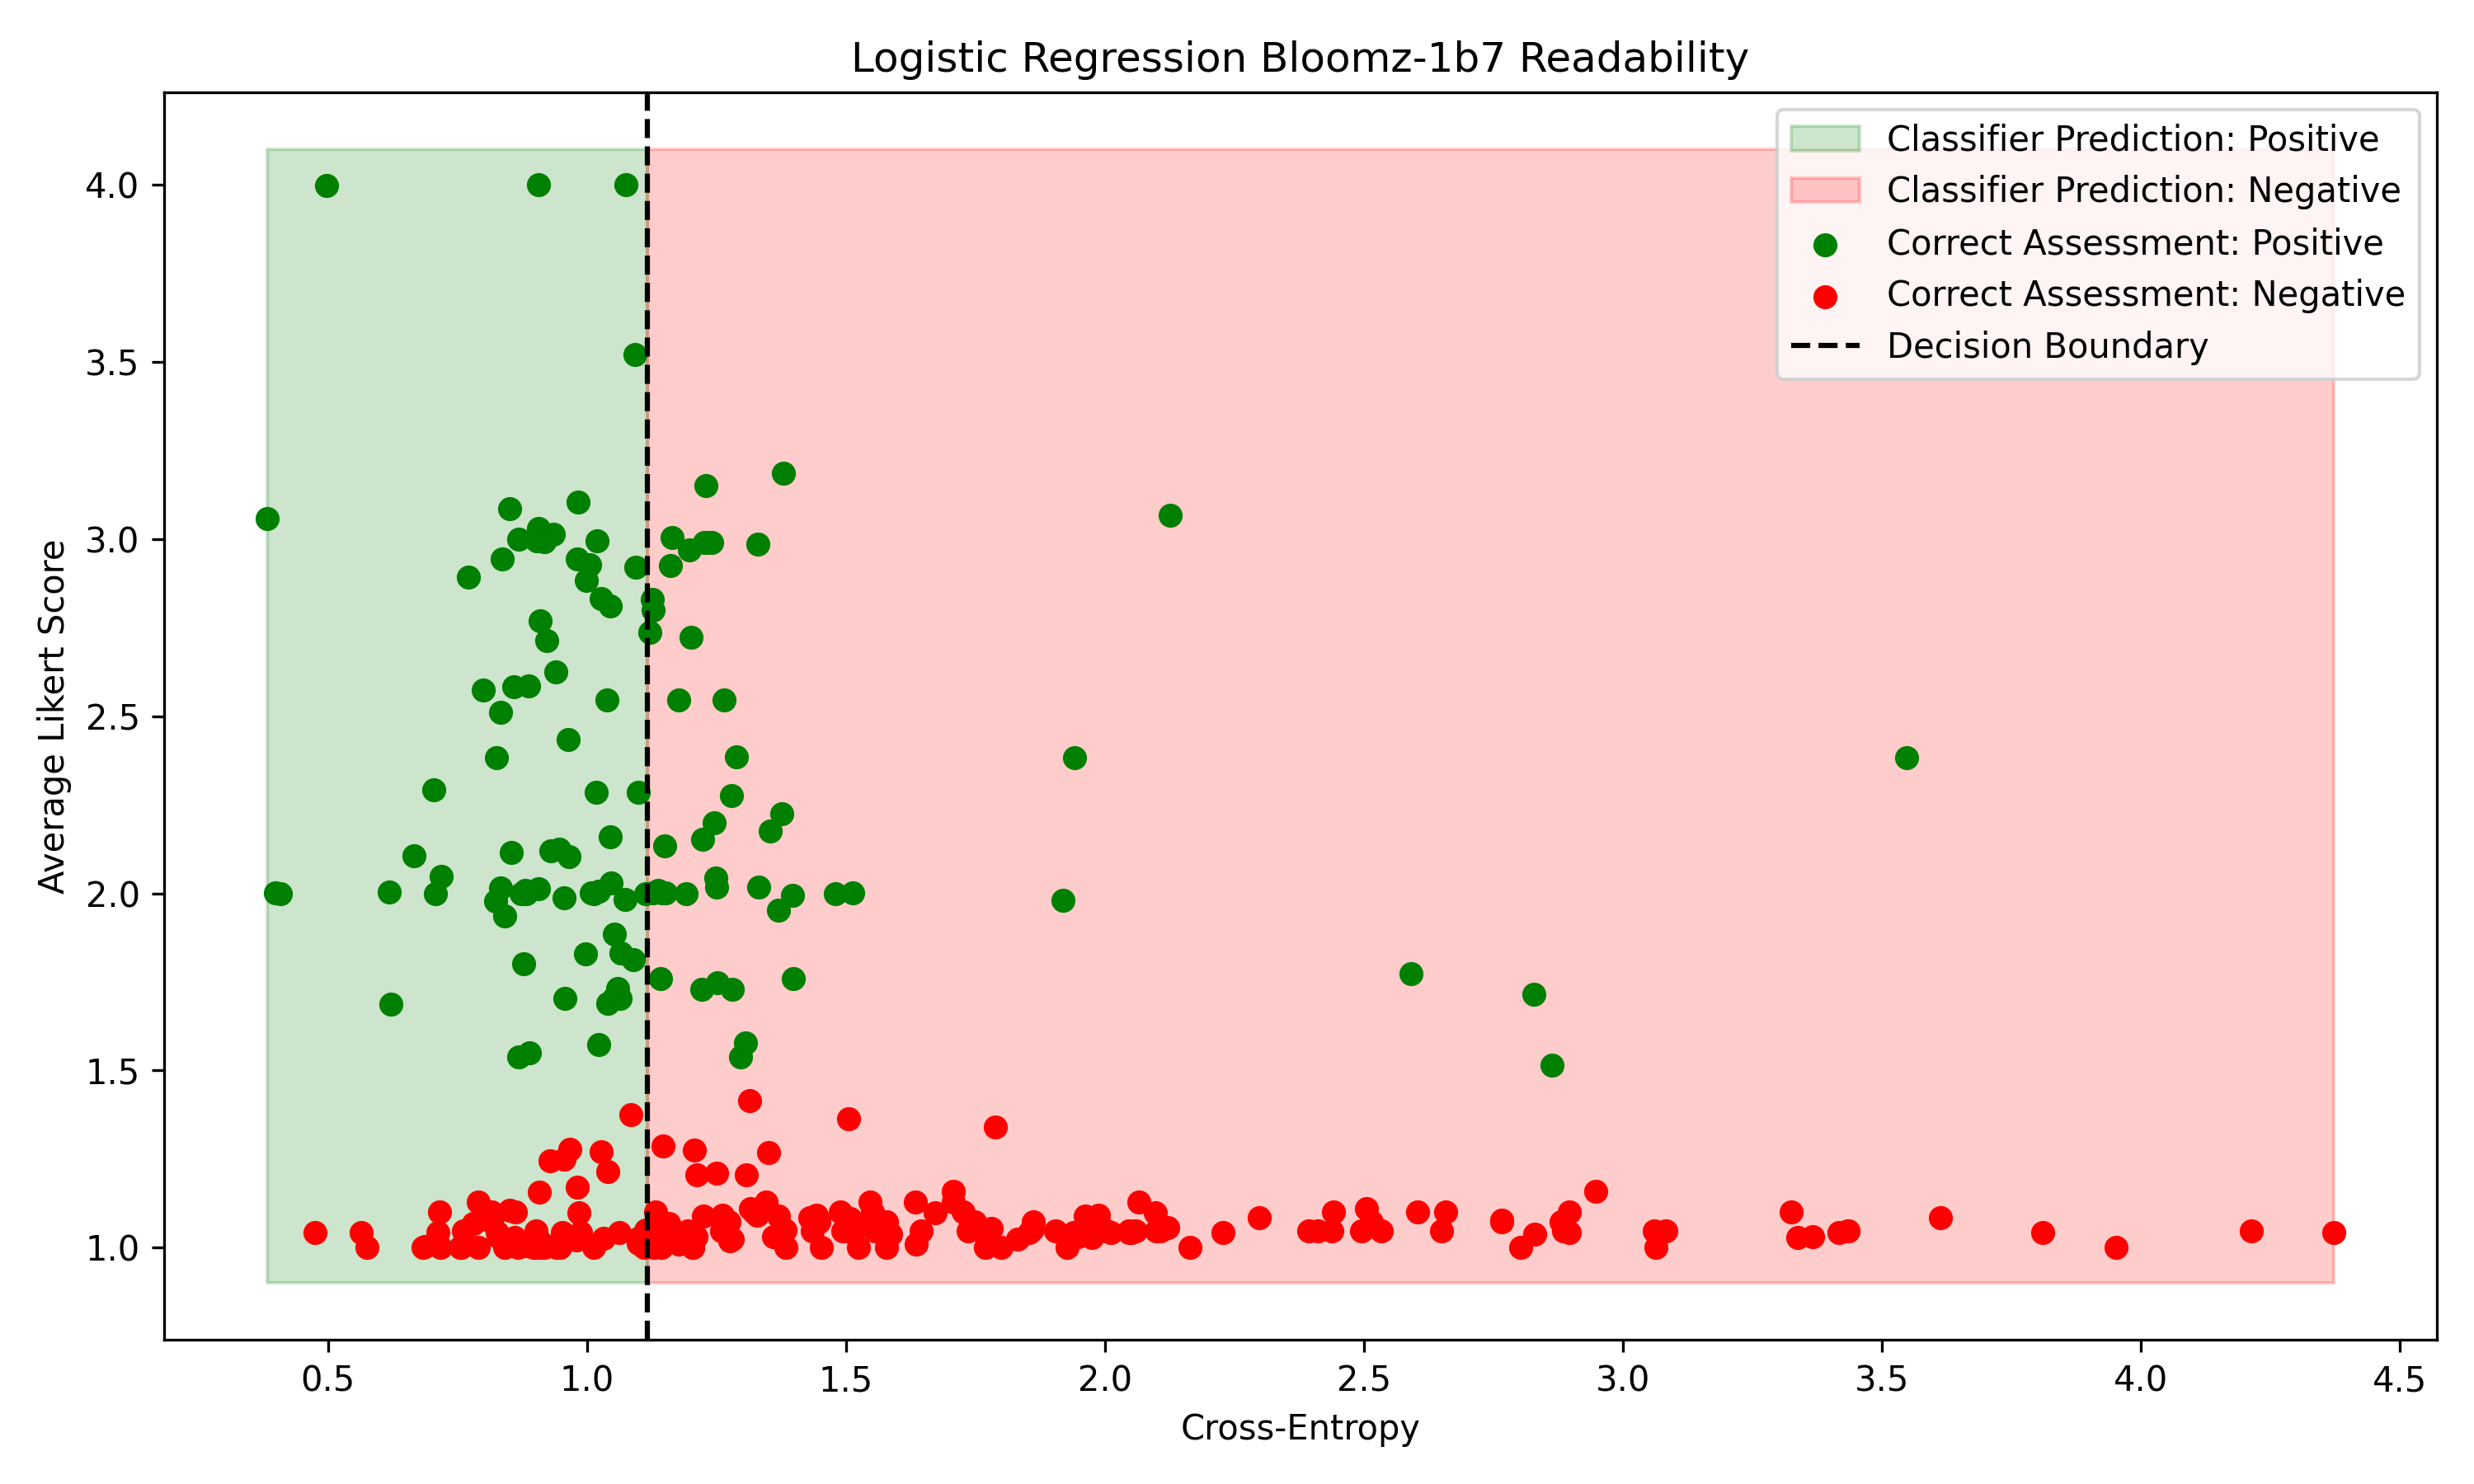 Logistic Regression Bloomz-1b7 Readability
Classifier Prediction: Positive
Classifier Prediction: Negative
Correct Assessment: Positive
Correct Assessment: Negative
Decision Boundary
Average Likert Score
4.0
3.5
3.0
2.5
2.0
1.5
1.0
0.5 1.0 1.5 2.0 2.5 3.0 3.5 4.0 4.5
Cross-Entropy